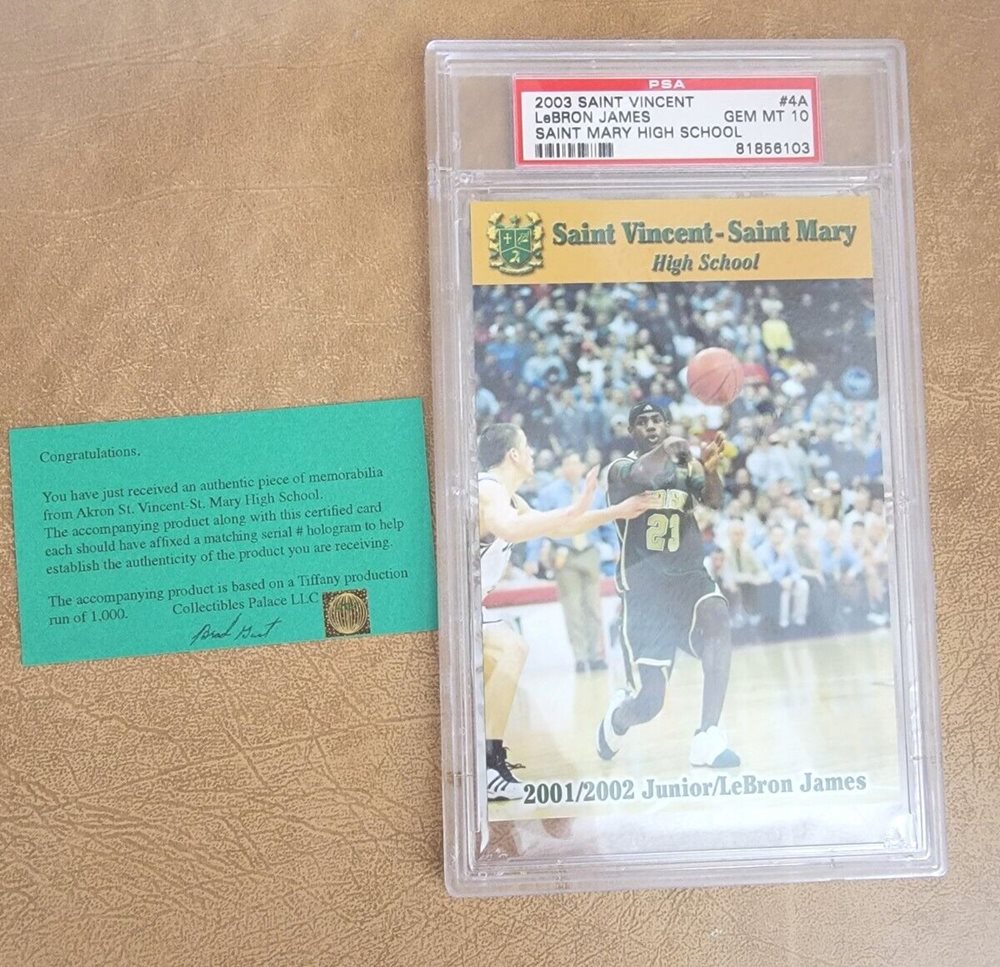 PSA
2003 SAINT VINCENT #4A
LeBRON JAMES GEM MT 10
SAINT MARY HIGH SCHOOL
81856103
Saint Vincent-Saint Mary
High School
23
2001/2002 Junior/LeBron James
Congratulations,
You have just received an authentic piece of memorabilia
from Akron St. Vincent-St. Mary High School.
The accompanying product along with this certified card
each should have affixed a matching serial # hologram to help
establish the authenticity of the product you are receiving.
The accompanying product is based on a Tiffany production
run of 1,000. Collectibles Palace LLC